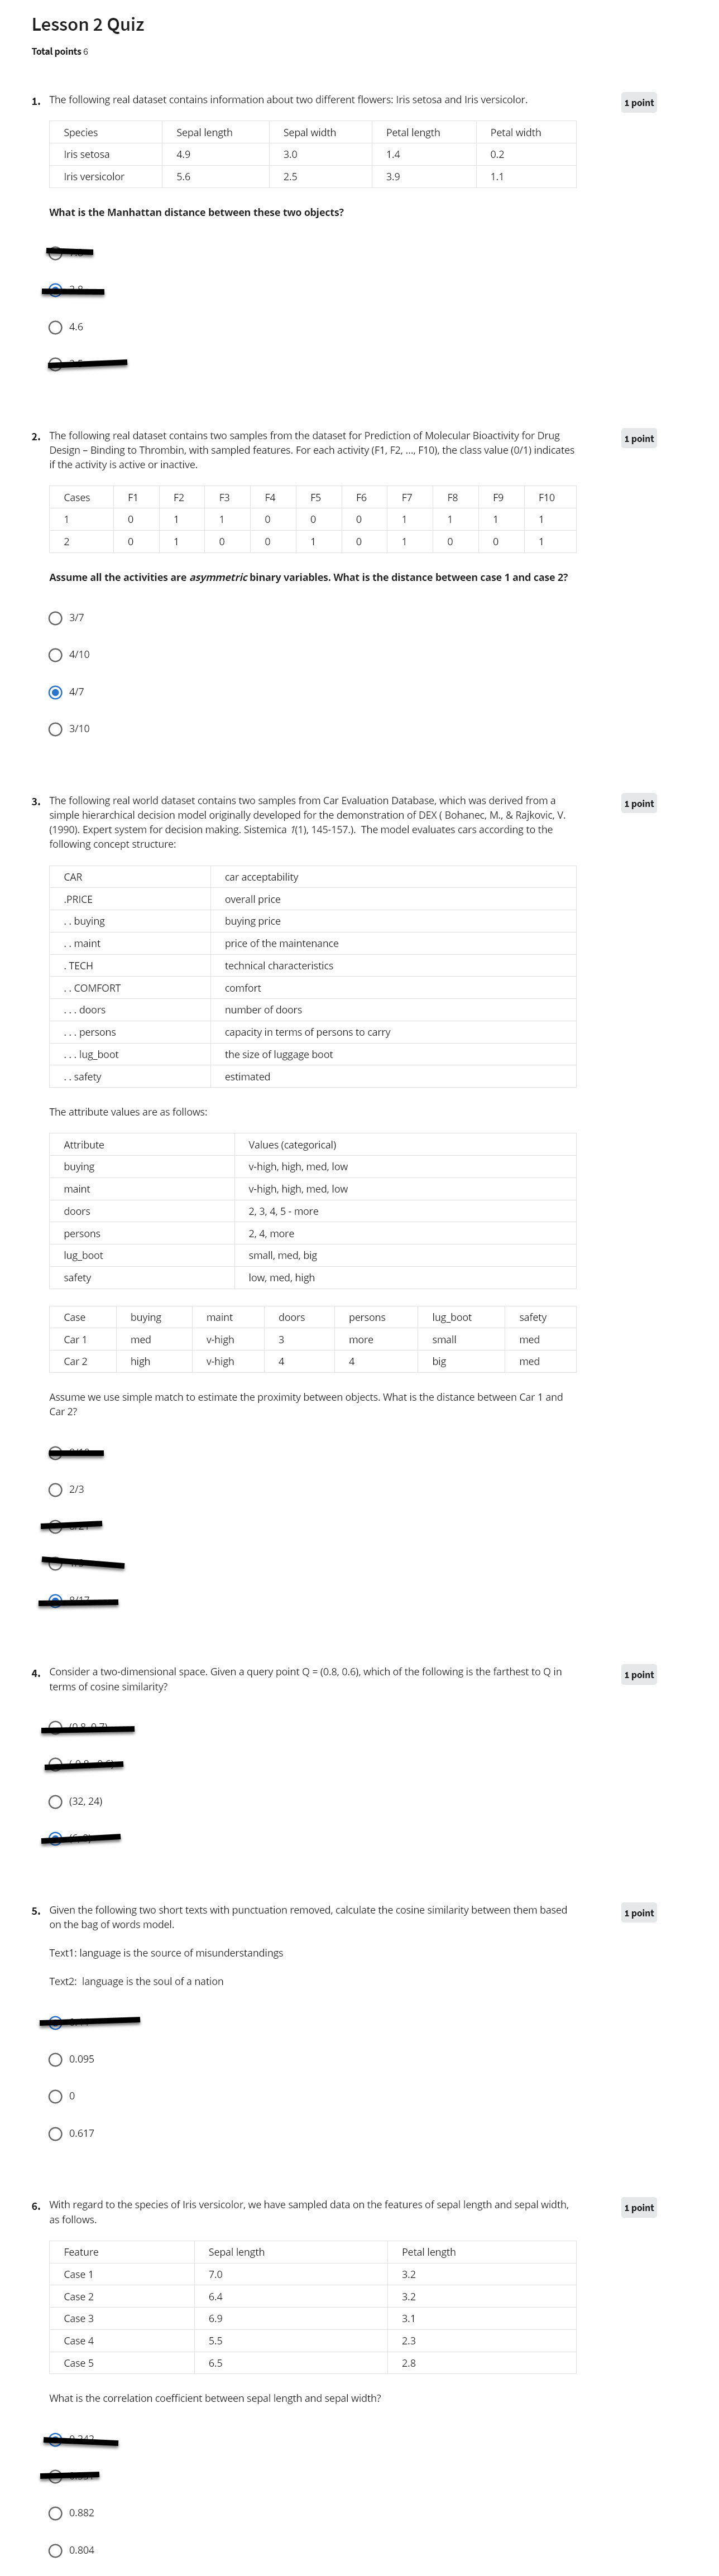 Lesson 2 Quiz
Total points 6
1. The following real dataset contains information about two different flowers: Iris setosa and Iris versicolor.
1 point
Species Sepal length Sepal width Petal length Petal width
Iris setosa 4.9 3.0 1.4 0.2
Iris versicolor 5.6 2.5 3.9 1.1
What is the Manhattan distance between these two objects?
4.6
2. The following real dataset contains two samples from the dataset for Prediction of Molecular Bioactivity for Drug
1 point
Design – Binding to Thrombin, with sampled features. For each activity (F1, F2, ..., F10), the class value (0/1) indicates
if the activity is active or inactive.
Cases F1 F2 F3 F4 F5 F6 F7 F8 F9 F10
1 0 1 1 0 0 0 1 1 1 1
2 0 1 0 0 1 0 1 0 0 1
Assume all the activities are asymmetric binary variables. What is the distance between case 1 and case 2?
3/7
4/10
4/7
3/10
3. The following real world dataset contains two samples from Car Evaluation Database, which was derived from a
1 point
simple hierarchical decision model originally developed for the demonstration of DEX ( Bohanec, M., & Rajkovic, V.
(1990). Expert system for decision making. Sistemica 1(1), 145-157.). The model evaluates cars according to the
following concept structure:
CAR car acceptability
.PRICE overall price
. . buying buying price
. . maint price of the maintenance
. TECH technical characteristics
. . COMFORT comfort
. . . doors number of doors
. . . persons capacity in terms of persons to carry
. . . lug_boot the size of luggage boot
. . safety estimated
The attribute values are as follows:
Attribute Values (categorical)
buying v-high, high, med, low
maint v-high, high, med, low
doors 2, 3, 4, 5 - more
persons 2, 4, more
lug_boot small, med, big
safety low, med, high
Case buying maint doors persons lug_boot safety
Car 1 med v-high 3 more small med
Car 2 high v-high 4 4 big med
Assume we use simple match to estimate the proximity between objects. What is the distance between Car 1 and
Car 2?
2/3
4. Consider a two-dimensional space. Given a query point Q = (0.8, 0.6), which of the following is the farthest to Q in
1 point
terms of cosine similarity?
(32, 24)
5. Given the following two short texts with punctuation removed, calculate the cosine similarity between them based
1 point
on the bag of words model.
Text1: language is the source of misunderstandings
Text2: language is the soul of a nation
0.095
0
0.617
6. With regard to the species of Iris versicolor, we have sampled data on the features of sepal length and sepal width,
1 point
as follows.
Feature Sepal length Petal length
Case 1 7.0 3.2
Case 2 6.4 3.2
Case 3 6.9 3.1
Case 4 5.5 2.3
Case 5 6.5 2.8
What is the correlation coefficient between sepal length and sepal width?
0.882
0.804